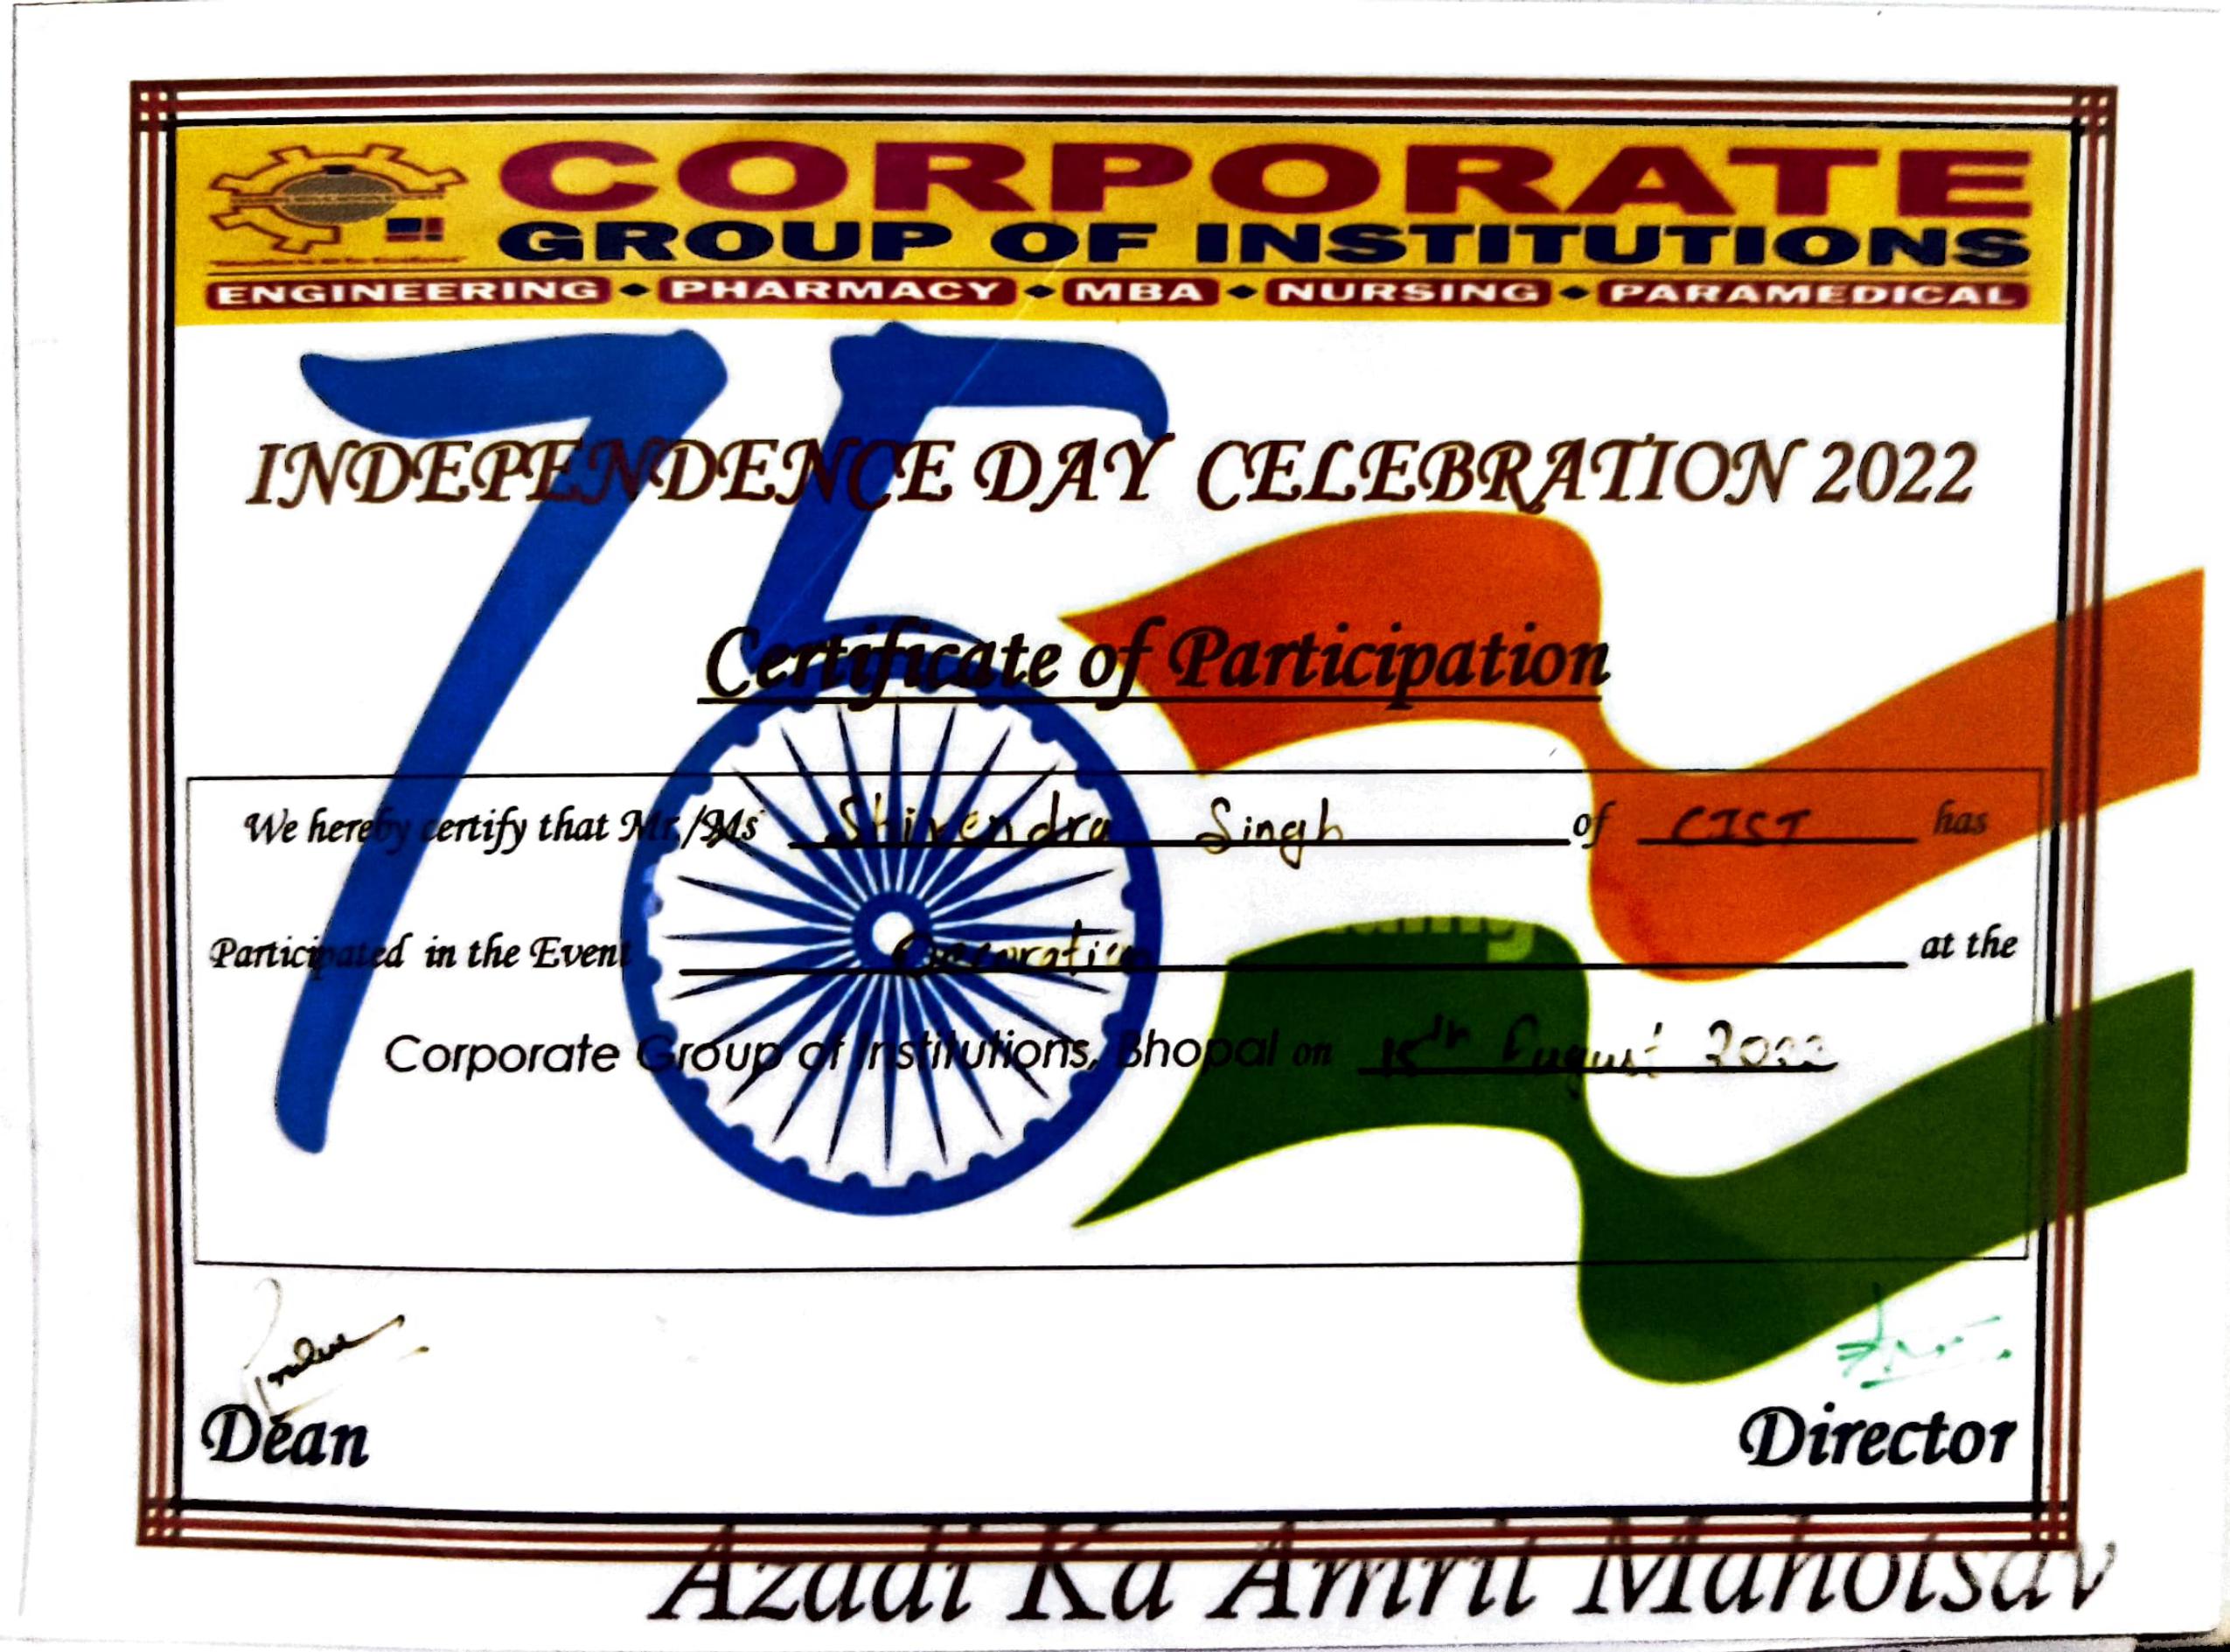 CORPORATE
GROUP OF INSTITUTIONS
ENGINEERING • PHARMACY • MBA • NURSING • PARAMEDICAL
75
INDEPENDENCE DAY CELEBRATION 2022
Certificate of Participation
We hereby certify that Mr./Ms Shivendra Singh of CIST has
Participated in the Event at the
Corporate Group of Institutions, Bhopal on 15th August 2022
Dean Director
Azadi Ka Amrit Mahotsav